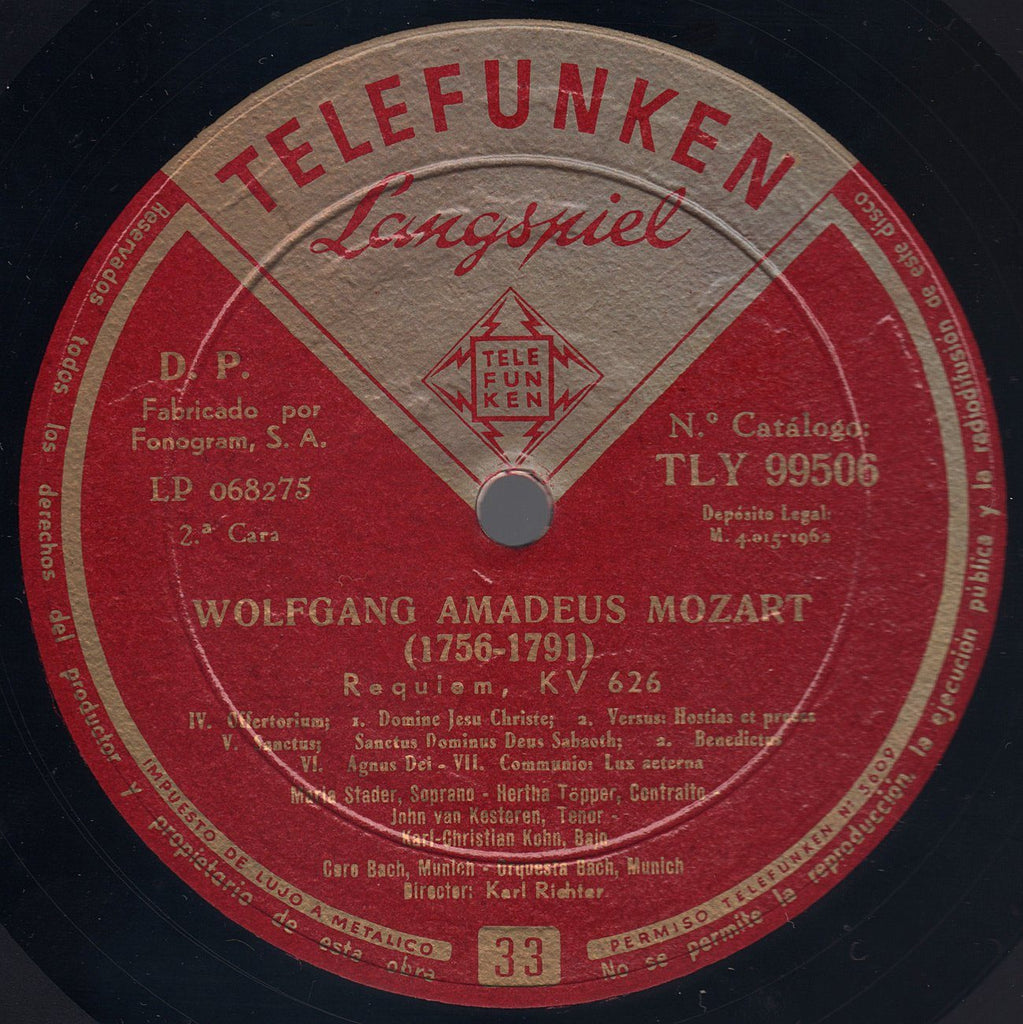 TELEFUNKEN
Langspiel
TELE
FUN
KEN
D. P.
Fabricado por
Fonogram, S. A.
LP 068275
2.ª Cara
N.º Catálogo:
TLY 99506
Depósito Legal:
M. 4.015-1962
WOLFGANG AMADEUS MOZART
(1756-1791)
Requiem, KV 626
IV. Offertorium; 1. Domine Jesu Christe; 2. Versus: Hostias et preces
V. Sanctus; Sanctus Dominus Deus Sabaoth; 2. Benedictus
VI. Agnus Dei - VII. Communio: Lux aeterna
Maria Stader, Soprano - Hertha Töpper, Contralto -
John van Kesteren, Tenor -
Karl-Christian Kohn, Bajo
Coro Bach, Munich - Orquesta Bach, Munich
Director: Karl Richter
33
IMPUESTO DE LUJO A METALICO
PERMISO TELEFUNKEN Nº 5609
Reservados todos los derechos del productor y propietario de esta obra
No se permite la reproducción, la ejecución pública y la radiodifusión de este disco